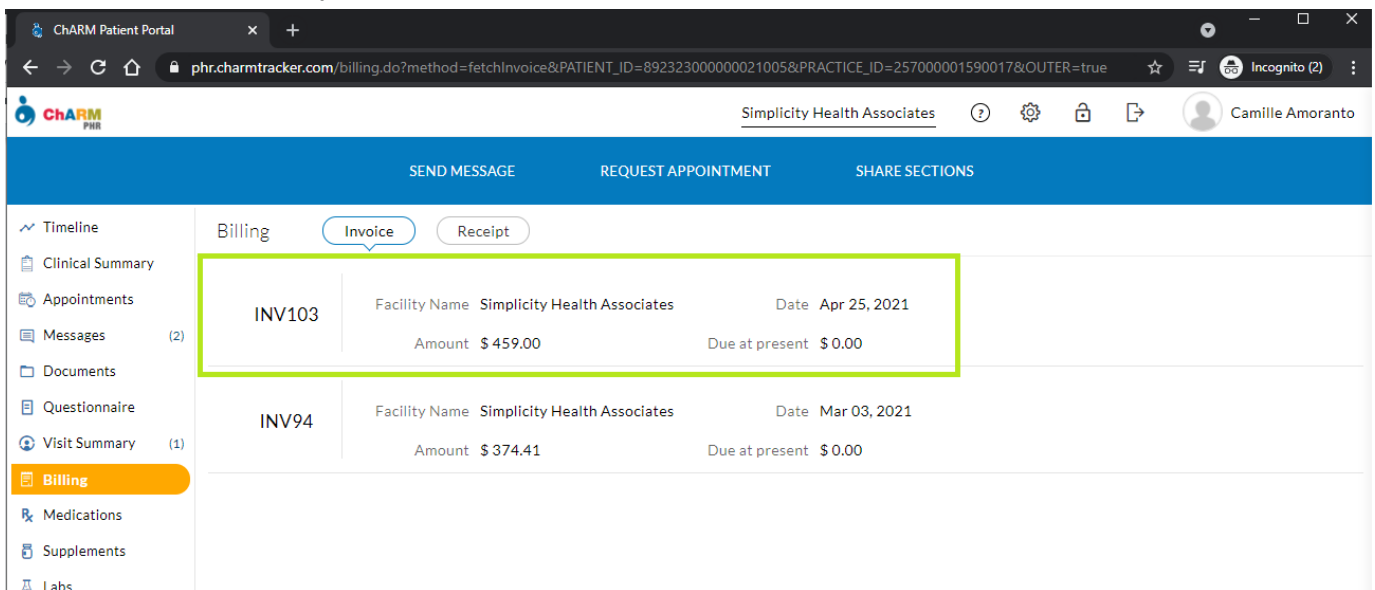 ChARM Patient Portal
phr.charmtracker.com/billing.do?method=fetchInvoice&PATIENT_ID=892323000000021005&PRACTICE_ID=257000001590017&OUTER=true
Incognito (2)
ChARM
PHR
Simplicity Health Associates
Camille Amoranto
SEND MESSAGE REQUEST APPOINTMENT SHARE SECTIONS
Timeline
Clinical Summary
Appointments
Messages (2)
Documents
Questionnaire
Visit Summary (1)
Billing
Medications
Supplements
Labs
Billing Invoice Receipt
INV103
Facility Name Simplicity Health Associates Date Apr 25, 2021
Amount $ 459.00 Due at present $ 0.00
INV94
Facility Name Simplicity Health Associates Date Mar 03, 2021
Amount $ 374.41 Due at present $ 0.00